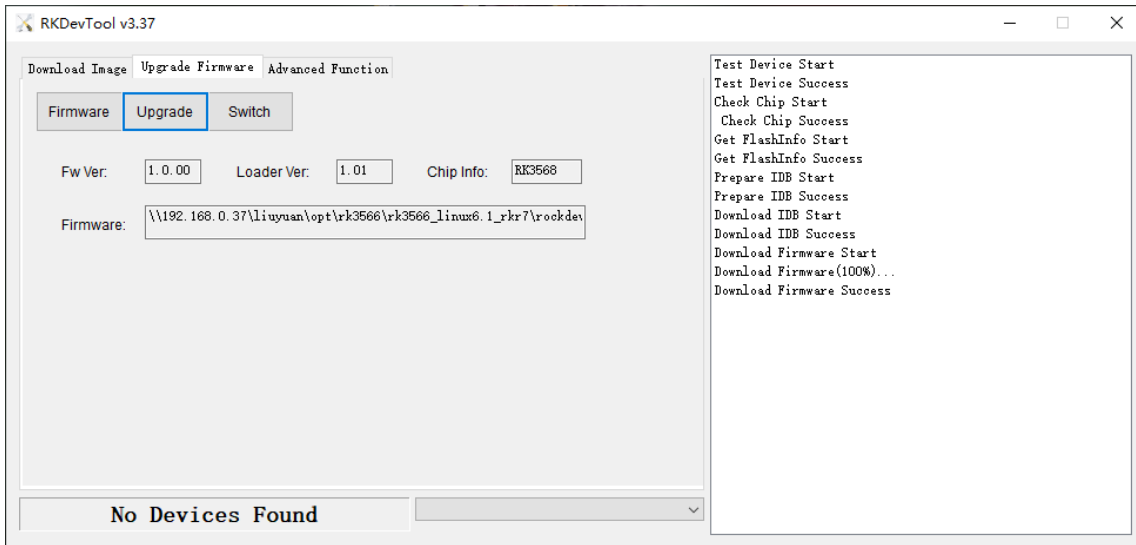 RKDevTool v3.37
Download Image Upgrade Firmware Advanced Function
Firmware Upgrade Switch
Fw Ver: 1.0.00 Loader Ver: 1.01 Chip Info: RK3568
Firmware: \\192.168.0.37\liuyuan\opt\rk3566\rk3566_linux6.1_rkr7\rockdev
No Devices Found
Test Device Start
Test Device Success
Check Chip Start
Check Chip Success
Get FlashInfo Start
Get FlashInfo Success
Prepare IDB Start
Prepare IDB Success
Download IDB Start
Download IDB Success
Download Firmware Start
Download Firmware(100%)...
Download Firmware Success